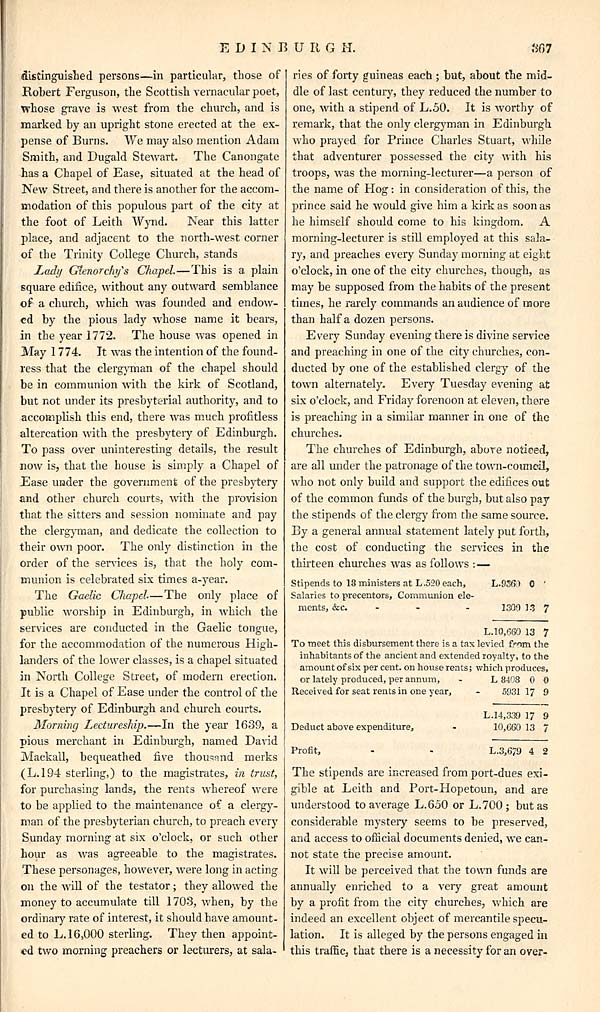 EDINBURGH.
367
distinguished persons—in particular, those of
Robert Ferguson, the Scottish vernacular poet,
whose grave is west from the church, and is
marked by an upright stone erected at the ex-
pense of Burns. We may also mention Adam
Smith, and Dugald Stewart. The Canongate
has a Chapel of Ease, situated at the head of
New Street, and there is another for the accom-
modation of this populous part of the city at
the foot of Leith Wynd. Near this latter
place, and adjacent to the north-west corner
of the Trinity College Church, stands
Lady Glenorchy's Chapel.—This is a plain
square edifice, without any outward semblance
of a church, which was founded and endow-
ed by the pious lady whose name it bears,
in the year 1772. The house was opened in
May 1774. It was the intention of the found-
ress that the clergyman of the chapel should
be in communion with the kirk of Scotland,
but not under its presbyterial authority, and to
accomplish this end, there was much profitless
altercation with the presbytery of Edinburgh.
To pass over uninteresting details, the result
now is, that the house is simply a Chapel of
Ease under the government of the presbytery
and other church courts, with the provision
that the sitters and session nominate and pay
the clergyman, and dedicate the collection to
their own poor. The only distinction in the
order of the services is, that the holy com-
munion is celebrated six times a-year.
The Gaelic Chapel.—The only place of
public worship in Edinburgh, in which the
services are conducted in the Gaelic tongue,
for the accommodation of the numerous High-
landers of the lower classes, is a chapel situated
in North College Street, of modern erection.
It is a Chapel of Ease under the control of the
presbytery of Edinburgh and church courts.
Morning Lectureship.—In the year 1639, a
pious merchant in Edinburgh, named David
Mackall, bequeathed five thousand merks
(L.194 sterling,) to the magistrates, in trust,
for purchasing lands, the rents whereof were
to be applied to the maintenance of a clergy-
man of the presbyterian church, to preach every
Sunday morning at six o'clock, or such other
hour as was agreeable to the magistrates.
These personages, however, were long in acting
on the will of the testator; they allowed the
money to accumulate till 1703, when, by the
ordinary rate of interest, it should have amount-
ed to L.16,000 sterling. They then appoint-
ed two morning preachers or lecturers, at sala-
ries of forty guineas each; but, about the mid-
dle of last century, they reduced the number to
one, with a stipend of L.50. It is worthy of
remark, that the only clergyman in Edinburgh
who prayed for Prince Charles Stuart, while
that adventurer possessed the city with his
troops, was the morning-lecturer—a person of
the name of Hog: in consideration of this, the
prince said he would give him a kirk as soon as
he himself should come to his kingdom. A
morning-lecturer is still employed at this sala-
ry, and preaches every Sunday morning at eight
o'clock, in one of the city churches, though, as
may be supposed from the habits of the present
times, he rarely commands an audience of more
than half a dozen persons.
Every Sunday evening there is divine service
and preaching in one of the city churches, con-
ducted by one of the established clergy of the
town alternately. Every Tuesday evening at
six o'clock, and Friday forenoon at eleven, there
is preaching in a similar manner in one of the
churches.
The churches of Edinburgh, above noticed,
are all under the patronage of the town-council,
who not only build and support the edifices out
of the common funds of the burgh, but also pay
the stipends of the clergy from the same source.
By a general annual statement lately put forth,
the cost of conducting the services in the
thirteen churches was as follows:—
Stipends to 18 ministers at L.520 each, L.9360 0
Salaries to precentors, Communion ele-
ments, &c. - - - 1300 13 7
L.10,660 13 7
To meet this disbursement there is a tax levied from the
inhabitants of the ancient and extended royalty, to the
amount of six per cent. on house rents; which produces,
or lately produced, per annum, - L 8408 0 0
Received for seat rents in one year, - 5931 17 9
L.14,339 17 9
Deduct above expenditure, - 10,660 13 7
Profit, - - L.3,679 4 2
The stipends are increased from port-dues exi-
gible at Leith and Port-Hopetoun, and are
understood to average L.650 or L.700; but as
considerable mystery seems to be preserved,
and access to official documents denied, we can-
not state the precise amount.
It will be perceived that the town funds are
annually enriched to a very great amount
by a profit from the city churches, which are
indeed an excellent object of mercantile specu-
lation. It is alleged by the persons engaged in
this traffic, that there is a necessity for an over-